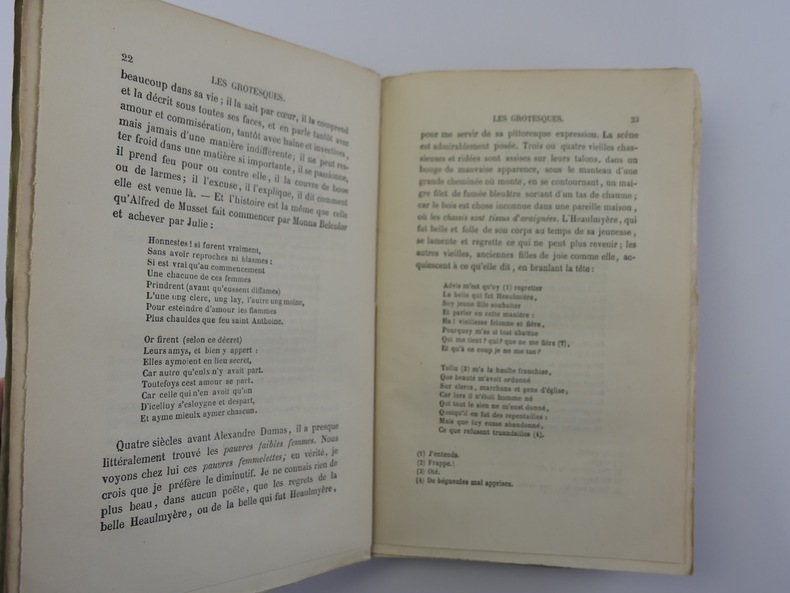 22
LES GROTESQUES.
beaucoup dans sa vie ; il la sait par cœur, il la comprend
et la décrit sous toutes ses faces, et en parle tantôt avec
amour et commisération, tantôt avec haine et invectives,
mais jamais d'une manière indifférente ; il ne peut res-
ter froid dans une matière si importante, il se passionne,
il prend feu pour ou contre elle, il la couvre de boue
ou de larmes ; il l'excuse, il l'explique, il dit comment
elle est venue là. — Et l'histoire est la même que celle
qu'Alfred de Musset fait commencer par Monna Belcolor
et achever par Julie :
Honnestes ! si furent vraiment,
Sans avoir reproches ni blasmes ;
Si est vrai qu'au commencement
Une chacune de ces femmes
Prindrent (avant qu'eussent diffames)
L'une ung clerc, ung lay, l'autre ung moine,
Pour esteindre d'amour les flammes
Plus chauldes que feu saint Anthoine.
Or firent (selon ce décret)
Leurs amys, et bien y appert :
Elles aymoient en lieu secret,
Car autre qu'eulx n'y avait part.
Toutefoys cest amour se part.
Car celle qui n'en avoit qu'un
D'icelluy s'esloygne et despart,
Et ayme mieulx aymer chascun.
Quatre siècles avant Alexandre Dumas, il a presque
littéralement trouvé les pauvres faibles femmes. Nous
voyons chez lui ces pauvres femmelettes; en vérité, je
crois que je préfère le diminutif. Je ne connais rien de
plus beau, dans aucun poëte, que les regrets de la
belle Heaulmyère, ou de la belle qui fut Heaulmyère,
LES GROTESQUES. 23
pour me servir de sa pittoresque expression. La scène
est admirablement posée. Trois ou quatre vieilles chas-
sieuses et ridées sont assises sur leurs talons, dans un
bouge de mauvaise apparence, sous le manteau d'une
grande cheminée où monte, en se contournant, un mai-
gre filet de fumée bleuâtre sortant d'un tas de chaume ;
car le bois est chose inconnue dans une pareille maison,
où les chassis sont tissus d'araignées. L'Heaulmyère, qui
fut belle et folle de son corps au temps de sa jeunesse,
se lamente et regrette ce qui ne peut plus revenir ; les
autres vieilles, anciennes filles de joie comme elle, ac-
quiescent à ce qu'elle dit, en branlant la tête :
Advis m'est qu'oy (1) regretter
La belle qui fut Heaulmière,
Soy jeune fille souhaiter
Et parler en cette manière :
Ha ! vieillesse felonne et fière,
Pourquoy m'as si tost abattue
Qui me tient ? qui ? que ne me fière (2),
Et qu'à ce coup je ne me tue ?
Tollu (3) m'a la haulte franchise,
Que beauté m'avoit ordonné
Sur clercs, marchans et gens d'église ;
Car lors il n'étoit homme né
Qui tout le sien ne m'eust donné,
Quoiqu'il en fut des repentailles :
Mais que luy eusse abandonné,
Ce que refusent truandailles (4).
(1) J'entends.
(2) Frappe.
(3) Oté.
(4) De bégueules mal apprises.